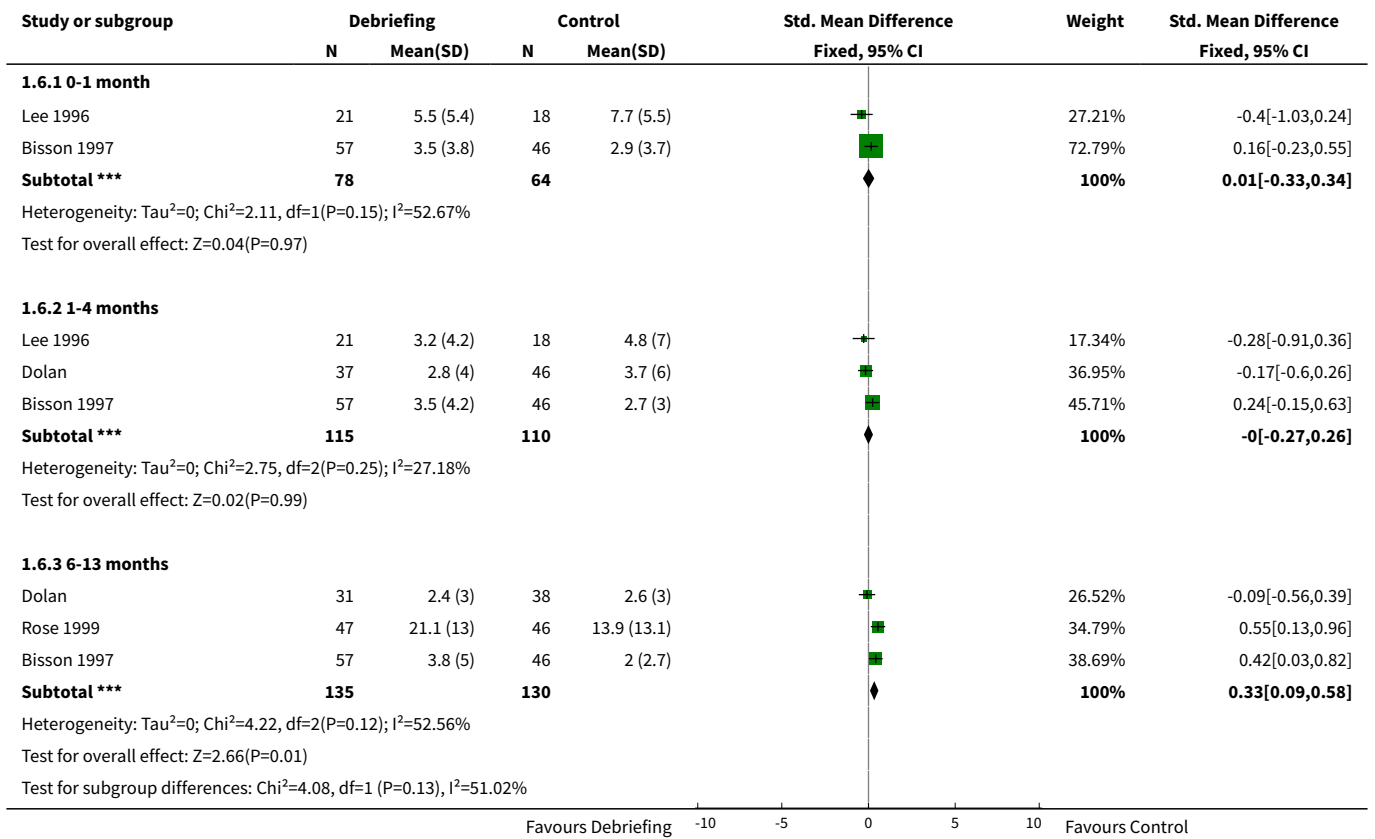 Study or subgroup Debriefing Control Std. Mean Difference Weight Std. Mean Difference
N Mean(SD) N Mean(SD) Fixed, 95% CI Fixed, 95% CI
1.6.1 0-1 month
Lee 1996 21 5.5 (5.4) 18 7.7 (5.5) 27.21% -0.4[-1.03,0.24]
Bisson 1997 57 3.5 (3.8) 46 2.9 (3.7) 72.79% 0.16[-0.23,0.55]
Subtotal *** 78 64 100% 0.01[-0.33,0.34]
Heterogeneity: Tau²=0; Chi²=2.11, df=1(P=0.15); I²=52.67%
Test for overall effect: Z=0.04(P=0.97)
1.6.2 1-4 months
Lee 1996 21 3.2 (4.2) 18 4.8 (7) 17.34% -0.28[-0.91,0.36]
Dolan 37 2.8 (4) 46 3.7 (6) 36.95% -0.17[-0.6,0.26]
Bisson 1997 57 3.5 (4.2) 46 2.7 (3) 45.71% 0.24[-0.15,0.63]
Subtotal *** 115 110 100% -0[-0.27,0.26]
Heterogeneity: Tau²=0; Chi²=2.75, df=2(P=0.25); I²=27.18%
Test for overall effect: Z=0.02(P=0.99)
1.6.3 6-13 months
Dolan 31 2.4 (3) 38 2.6 (3) 26.52% -0.09[-0.56,0.39]
Rose 1999 47 21.1 (13) 46 13.9 (13.1) 34.79% 0.55[0.13,0.96]
Bisson 1997 57 3.8 (5) 46 2 (2.7) 38.69% 0.42[0.03,0.82]
Subtotal *** 135 130 100% 0.33[0.09,0.58]
Heterogeneity: Tau²=0; Chi²=4.22, df=2(P=0.12); I²=52.56%
Test for overall effect: Z=2.66(P=0.01)
Test for subgroup differences: Chi²=4.08, df=1 (P=0.13), I²=51.02%
Favours Debriefing -10 -5 0 5 10 Favours Control